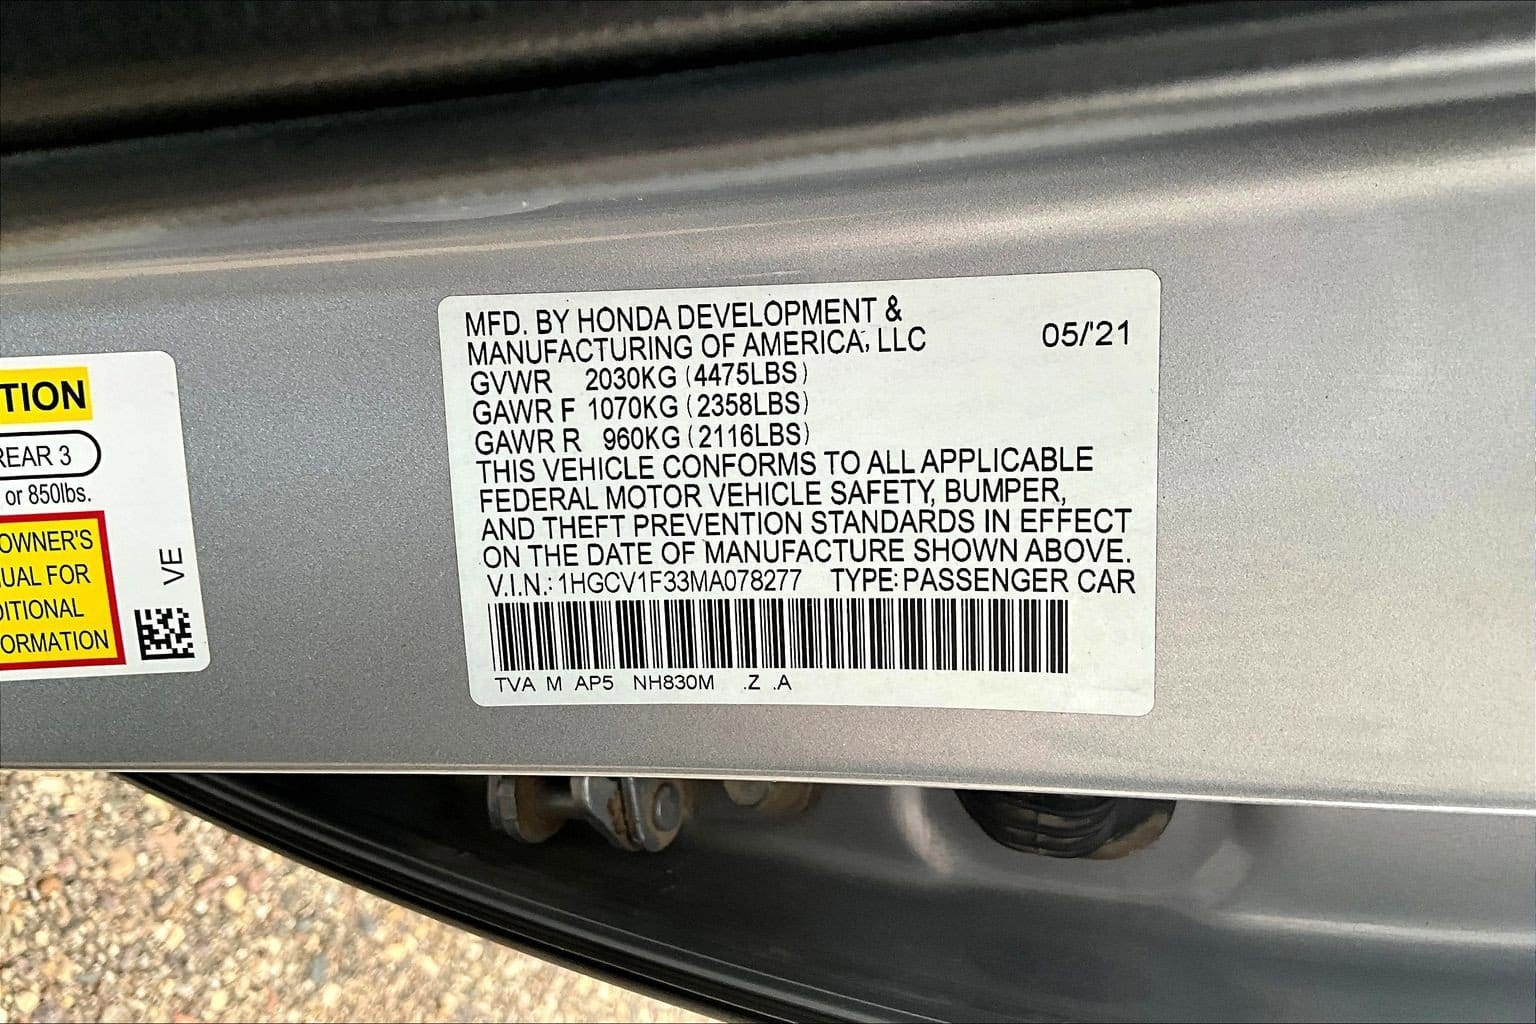 TION
REAR 3
or 850lbs.
OWNER'S
UAL FOR
DITIONAL
ORMATION
VE
MFD. BY HONDA DEVELOPMENT &
MANUFACTURING OF AMERICA, LLC 05/'21
GVWR 2030KG (4475LBS)
GAWR F 1070KG (2358LBS)
GAWR R 960KG (2116LBS)
THIS VEHICLE CONFORMS TO ALL APPLICABLE
FEDERAL MOTOR VEHICLE SAFETY, BUMPER,
AND THEFT PREVENTION STANDARDS IN EFFECT
ON THE DATE OF MANUFACTURE SHOWN ABOVE.
V.I.N.: 1HGCV1F33MA078277 TYPE: PASSENGER CAR
TVA M AP5 NH830M .Z .A